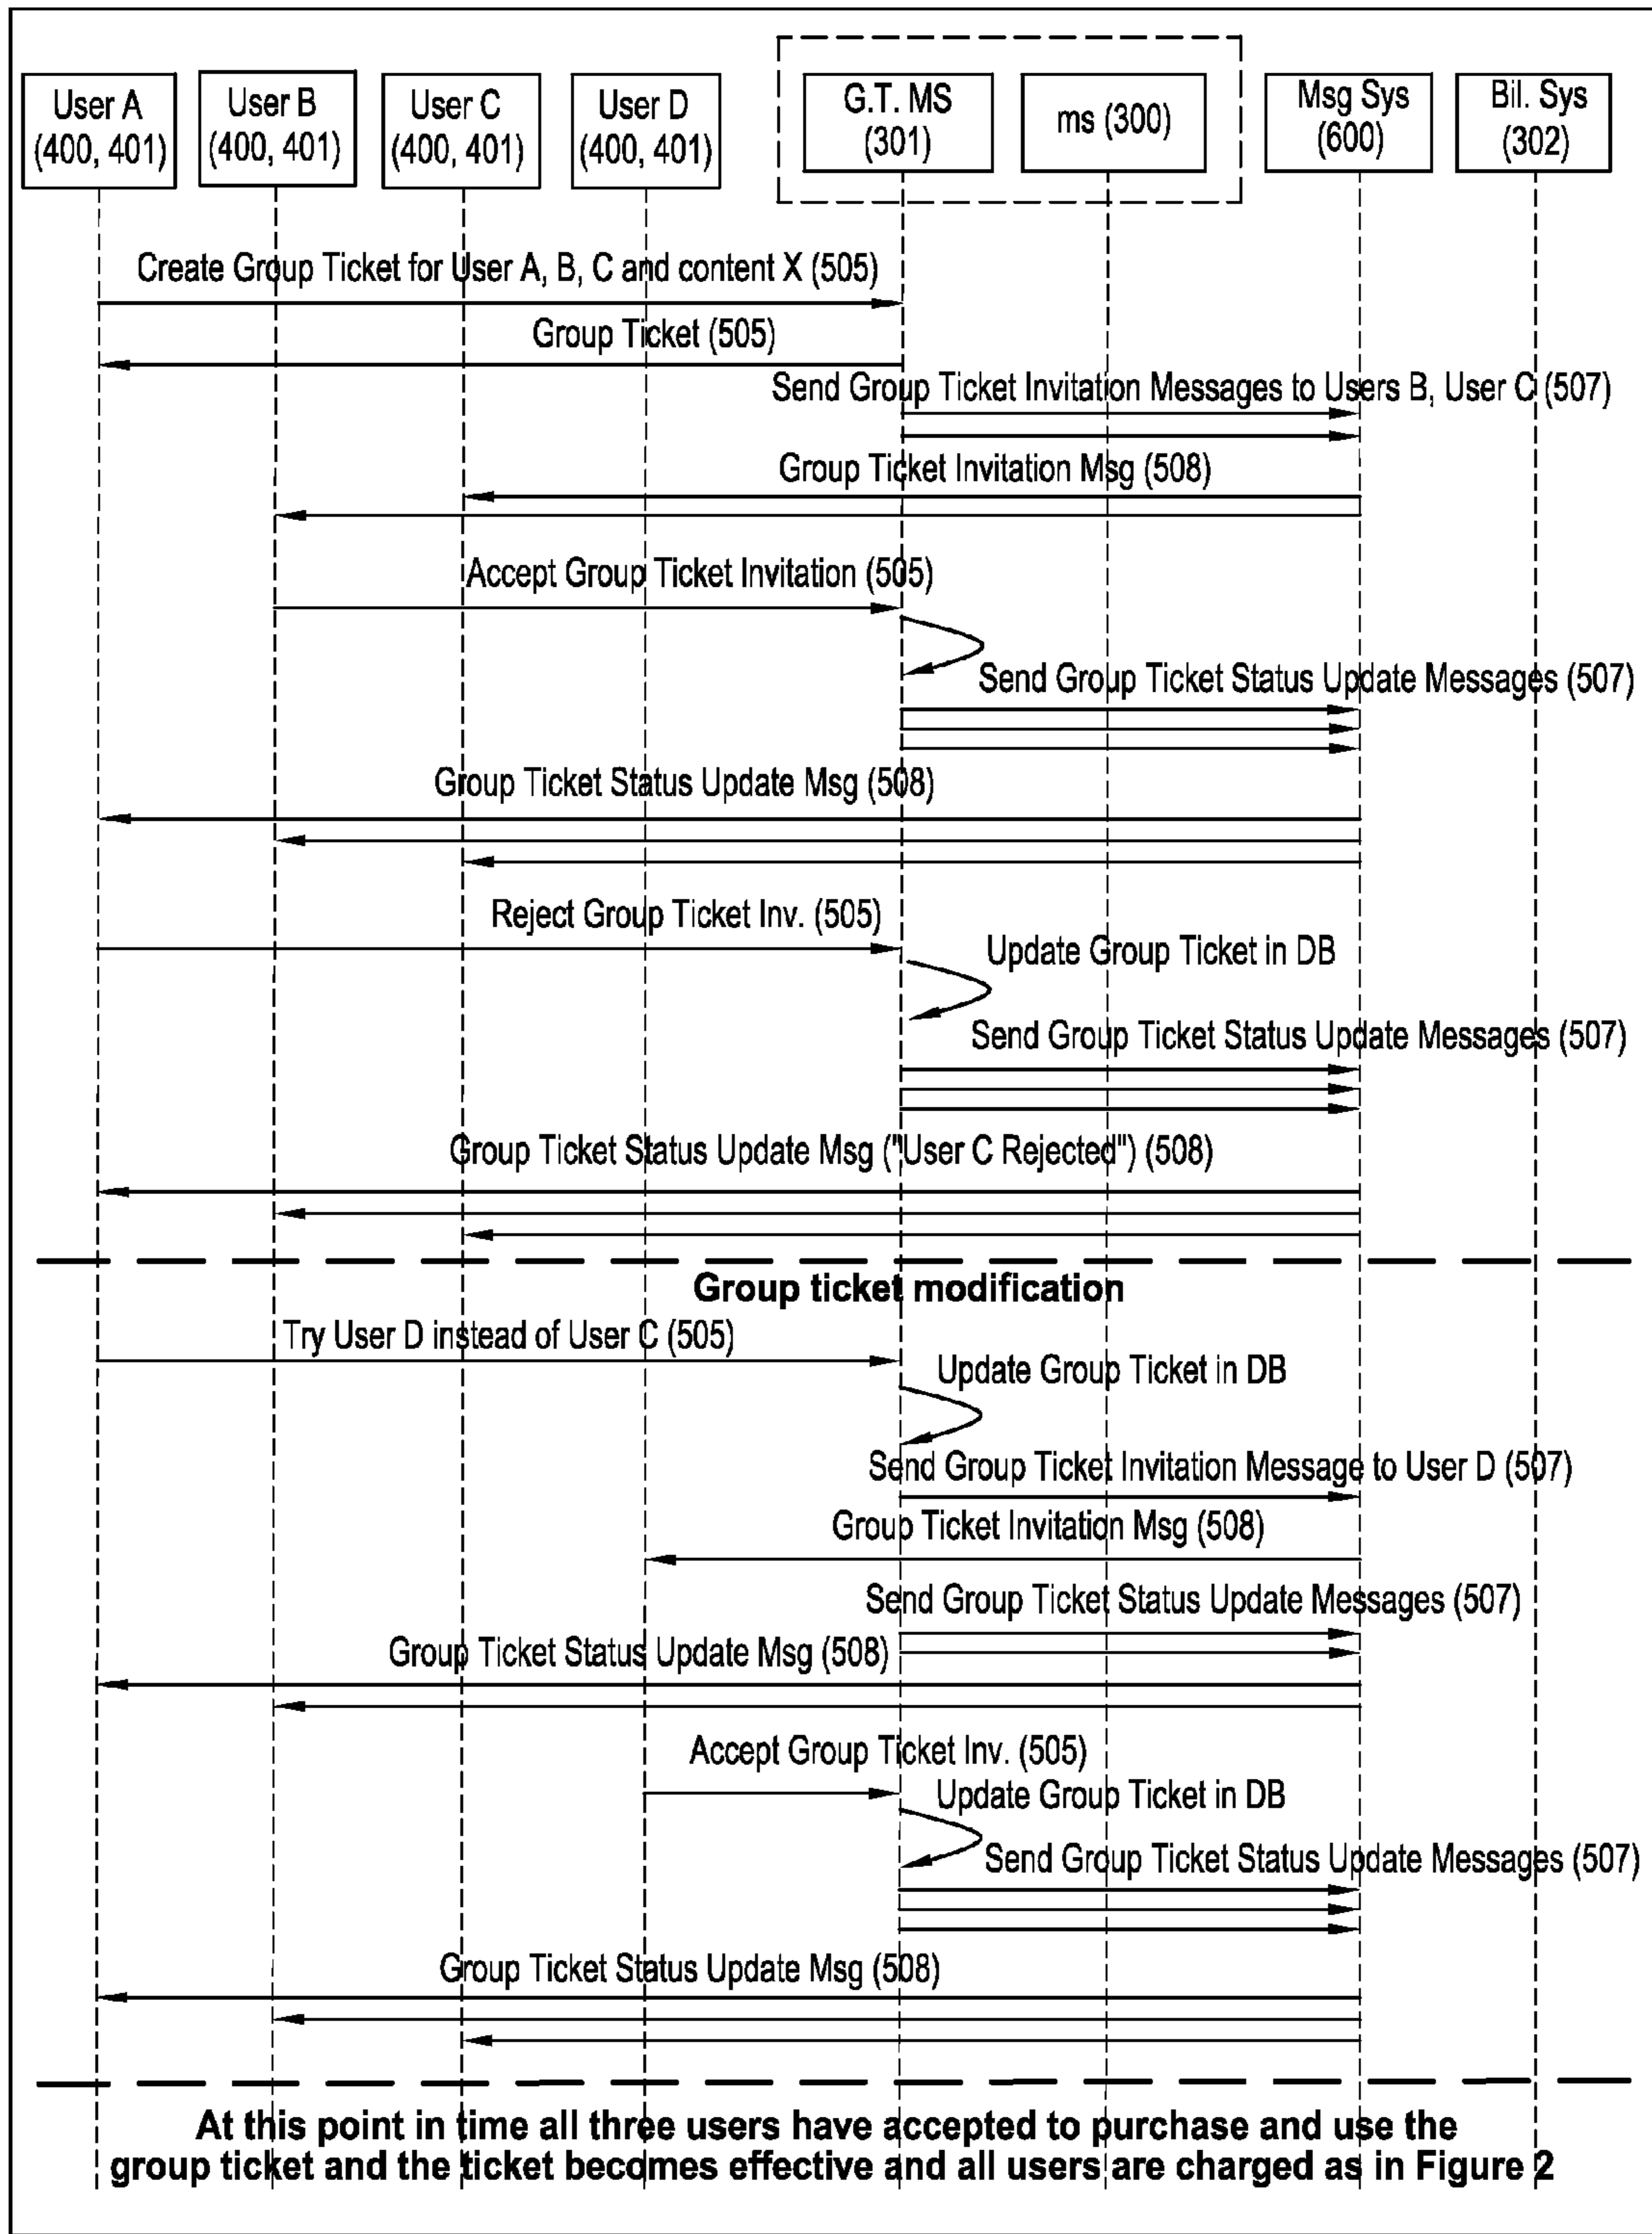 User A
(400, 401)
User B
(400, 401)
User C
(400, 401)
User D
(400, 401)
G.T. MS
(301)
ms (300)
Msg Sys
(600)
Bil. Sys
(302)
Create Group Ticket for User A, B, C and content X (505)
Group Ticket (505)
Send Group Ticket Invitation Messages to Users B, User C (507)
Group Ticket Invitation Msg (508)
Accept Group Ticket Invitation (505)
Send Group Ticket Status Update Messages (507)
Group Ticket Status Update Msg (508)
Reject Group Ticket Inv. (505)
Update Group Ticket in DB
Send Group Ticket Status Update Messages (507)
Group Ticket Status Update Msg ("User C Rejected") (508)
Group ticket modification
Try User D instead of User C (505)
Update Group Ticket in DB
Send Group Ticket Invitation Message to User D (507)
Group Ticket Invitation Msg (508)
Send Group Ticket Status Update Messages (507)
Group Ticket Status Update Msg (508)
Accept Group Ticket Inv. (505)
Update Group Ticket in DB
Send Group Ticket Status Update Messages (507)
Group Ticket Status Update Msg (508)
At this point in time all three users have accepted to purchase and use the
group ticket and the ticket becomes effective and all users are charged as in Figure 2